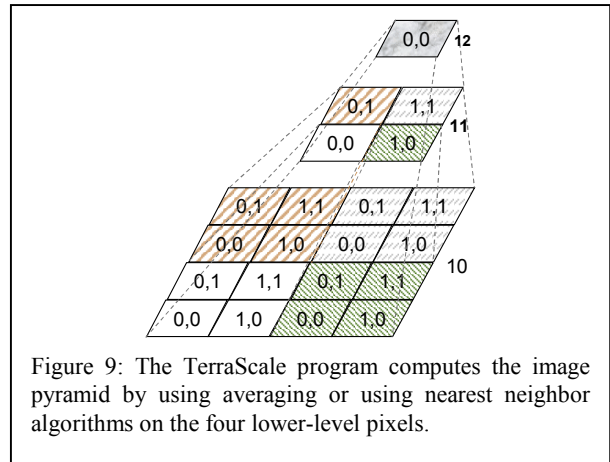 0,0 12
0,1 1,1
11
0,0 1,0
0,1 1,1 0,1 1,1
0,0 1,0 0,0 1,0
10
0,1 1,1 0,1 1,1
0,0 1,0 0,0 1,0
Figure 9: The TerraScale program computes the image
pyramid by using averaging or using nearest neighbor
algorithms on the four lower-level pixels.